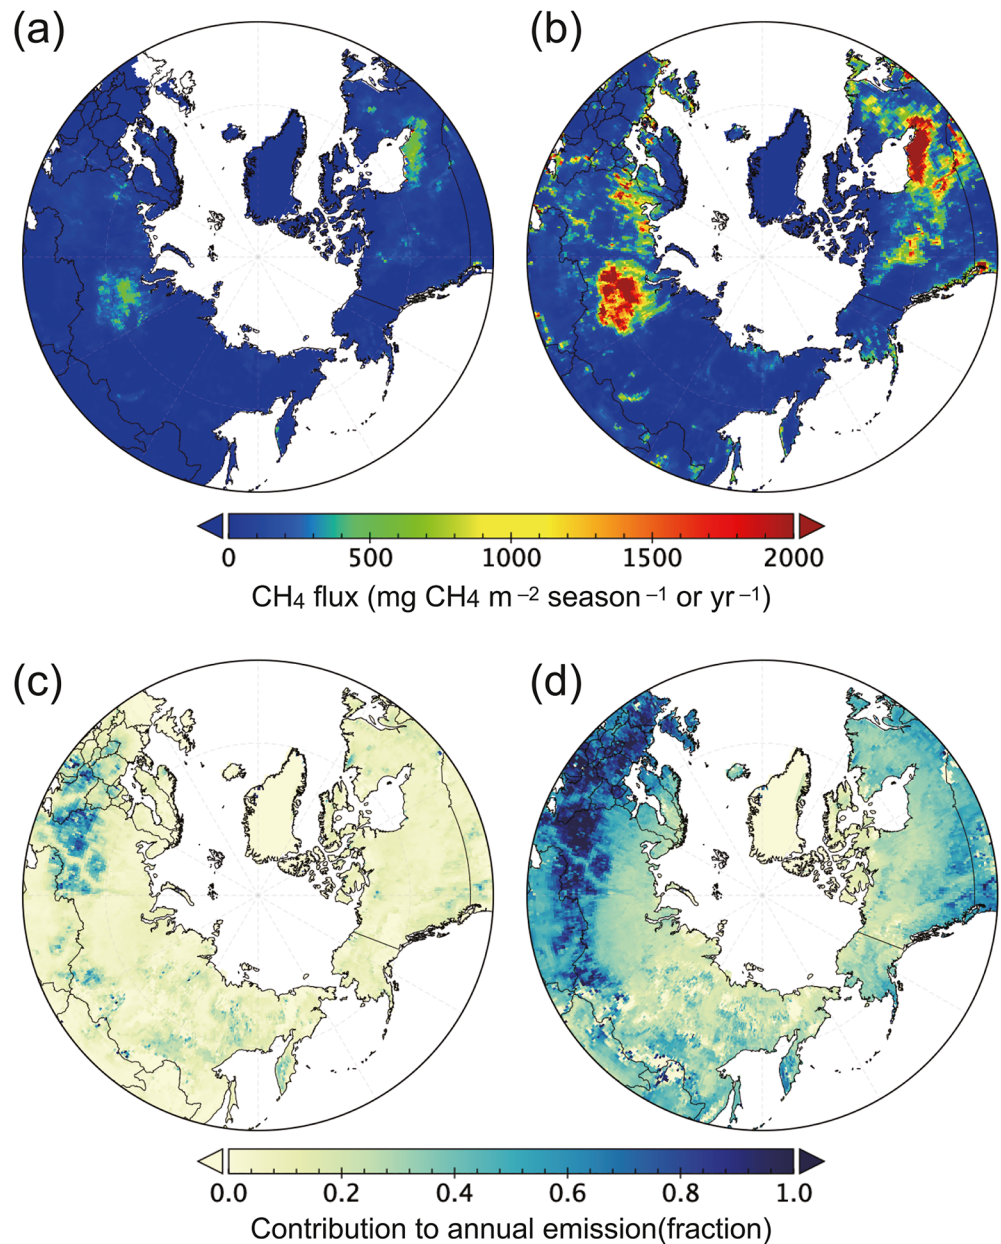 (a) (b)
0 500 1000 1500 2000
CH₄ flux (mg CH₄ m⁻² season⁻¹ or yr⁻¹)
(c) (d)
0.0 0.2 0.4 0.6 0.8 1.0
Contribution to annual emission(fraction)